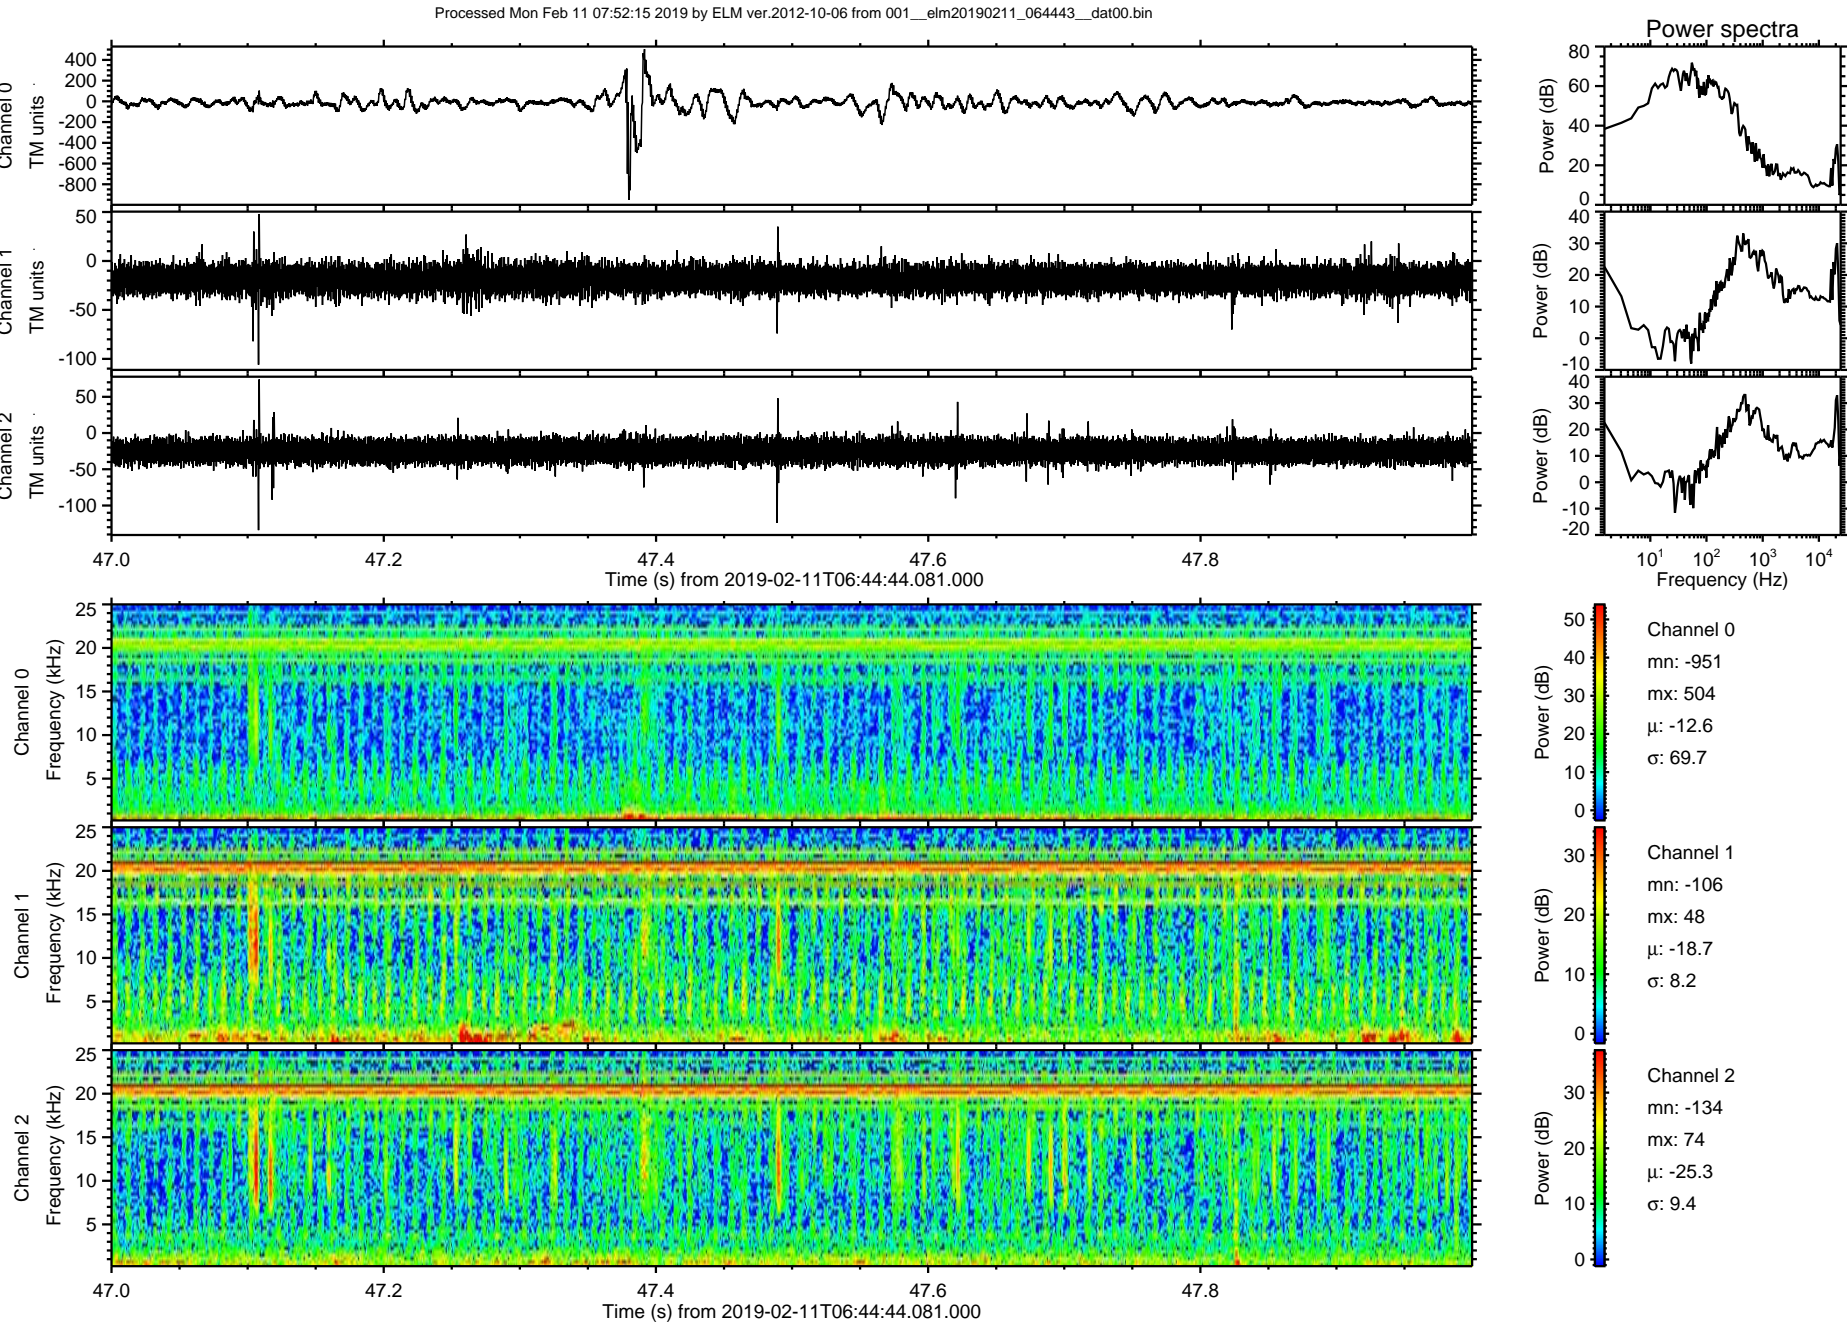 Processed Mon Feb 11 07:52:15 2019 by ELM ver.2012-10-06 from 001__elm20190211_064443__dat00.bin
Power spectra
Channel 0
TM units
400
200
0
-200
-400
-600
-800
Power (dB)
80
60
40
20
0
Channel 1
TM units
50
0
-50
-100
Power (dB)
40
30
20
10
0
-10
Channel 2
TM units
50
0
-50
-100
Power (dB)
40
30
20
10
0
-10
-20
47.0 47.2 47.4 47.6 47.8
Time (s) from 2019-02-11T06:44:44.081.000
10¹ 10² 10³ 10⁴
Frequency (Hz)
Channel 0
Frequency (kHz)
25
20
15
10
5
Power (dB)
50
40
30
20
10
0
Channel 0
mn: -951
mx: 504
μ: -12.6
σ: 69.7
Channel 1
Frequency (kHz)
25
20
15
10
5
Power (dB)
30
20
10
0
Channel 1
mn: -106
mx: 48
μ: -18.7
σ: 8.2
Channel 2
Frequency (kHz)
25
20
15
10
5
Power (dB)
30
20
10
0
Channel 2
mn: -134
mx: 74
μ: -25.3
σ: 9.4
47.0 47.2 47.4 47.6 47.8
Time (s) from 2019-02-11T06:44:44.081.000